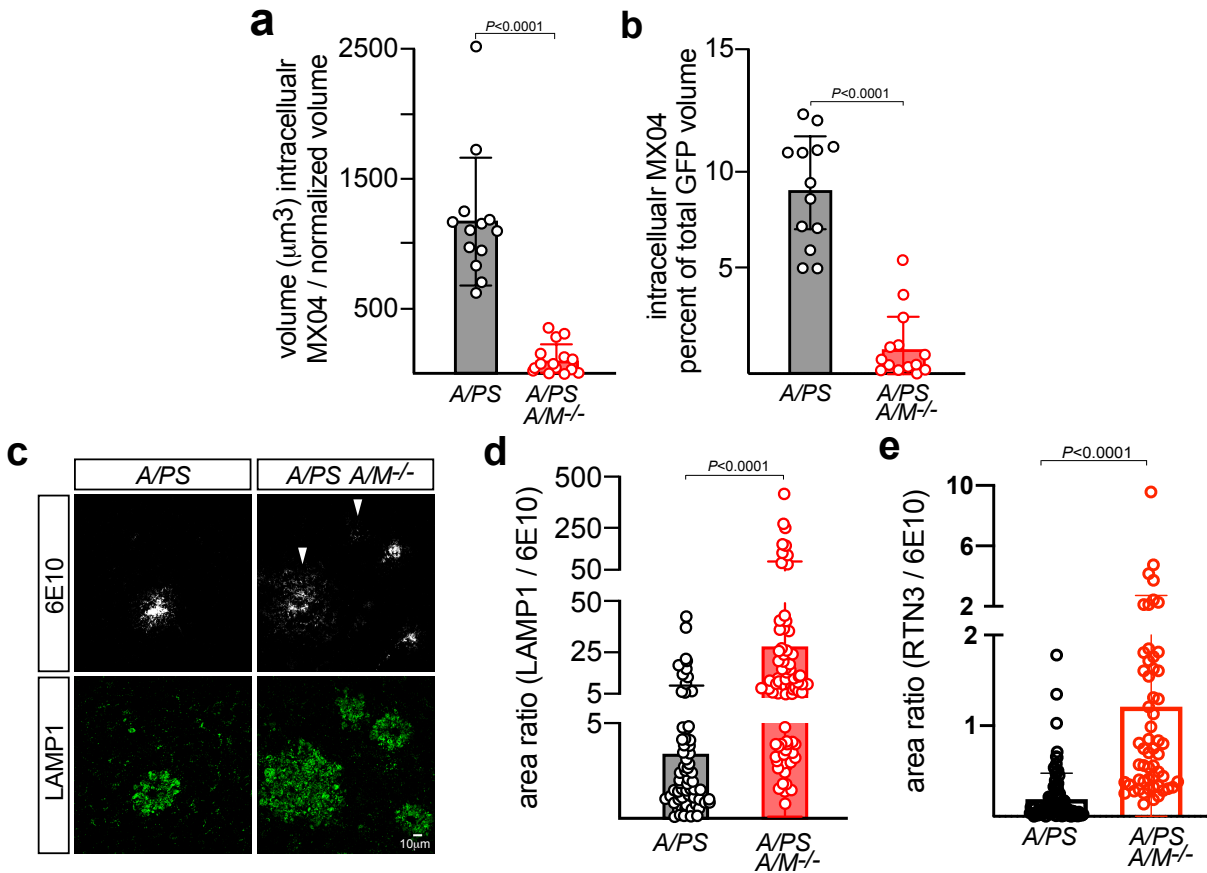 a
P<0.0001
volume (µm3) intracellualr
MX04 / normalized volume
2500
1500
500
A/PS
A/PS
A/M-/-
b
P<0.0001
intracellualr MX04
percent of total GFP volume
15
10
5
A/PS
A/PS
A/M-/-
c
A/PS
A/PS A/M-/-
6E10
LAMP1
10µm
d
P<0.0001
area ratio (LAMP1 / 6E10)
500
250
50
50
25
5
5
A/PS
A/PS
A/M-/-
e
P<0.0001
area ratio (RTN3 / 6E10)
10
6
2
2
1
A/PS
A/PS
A/M-/-